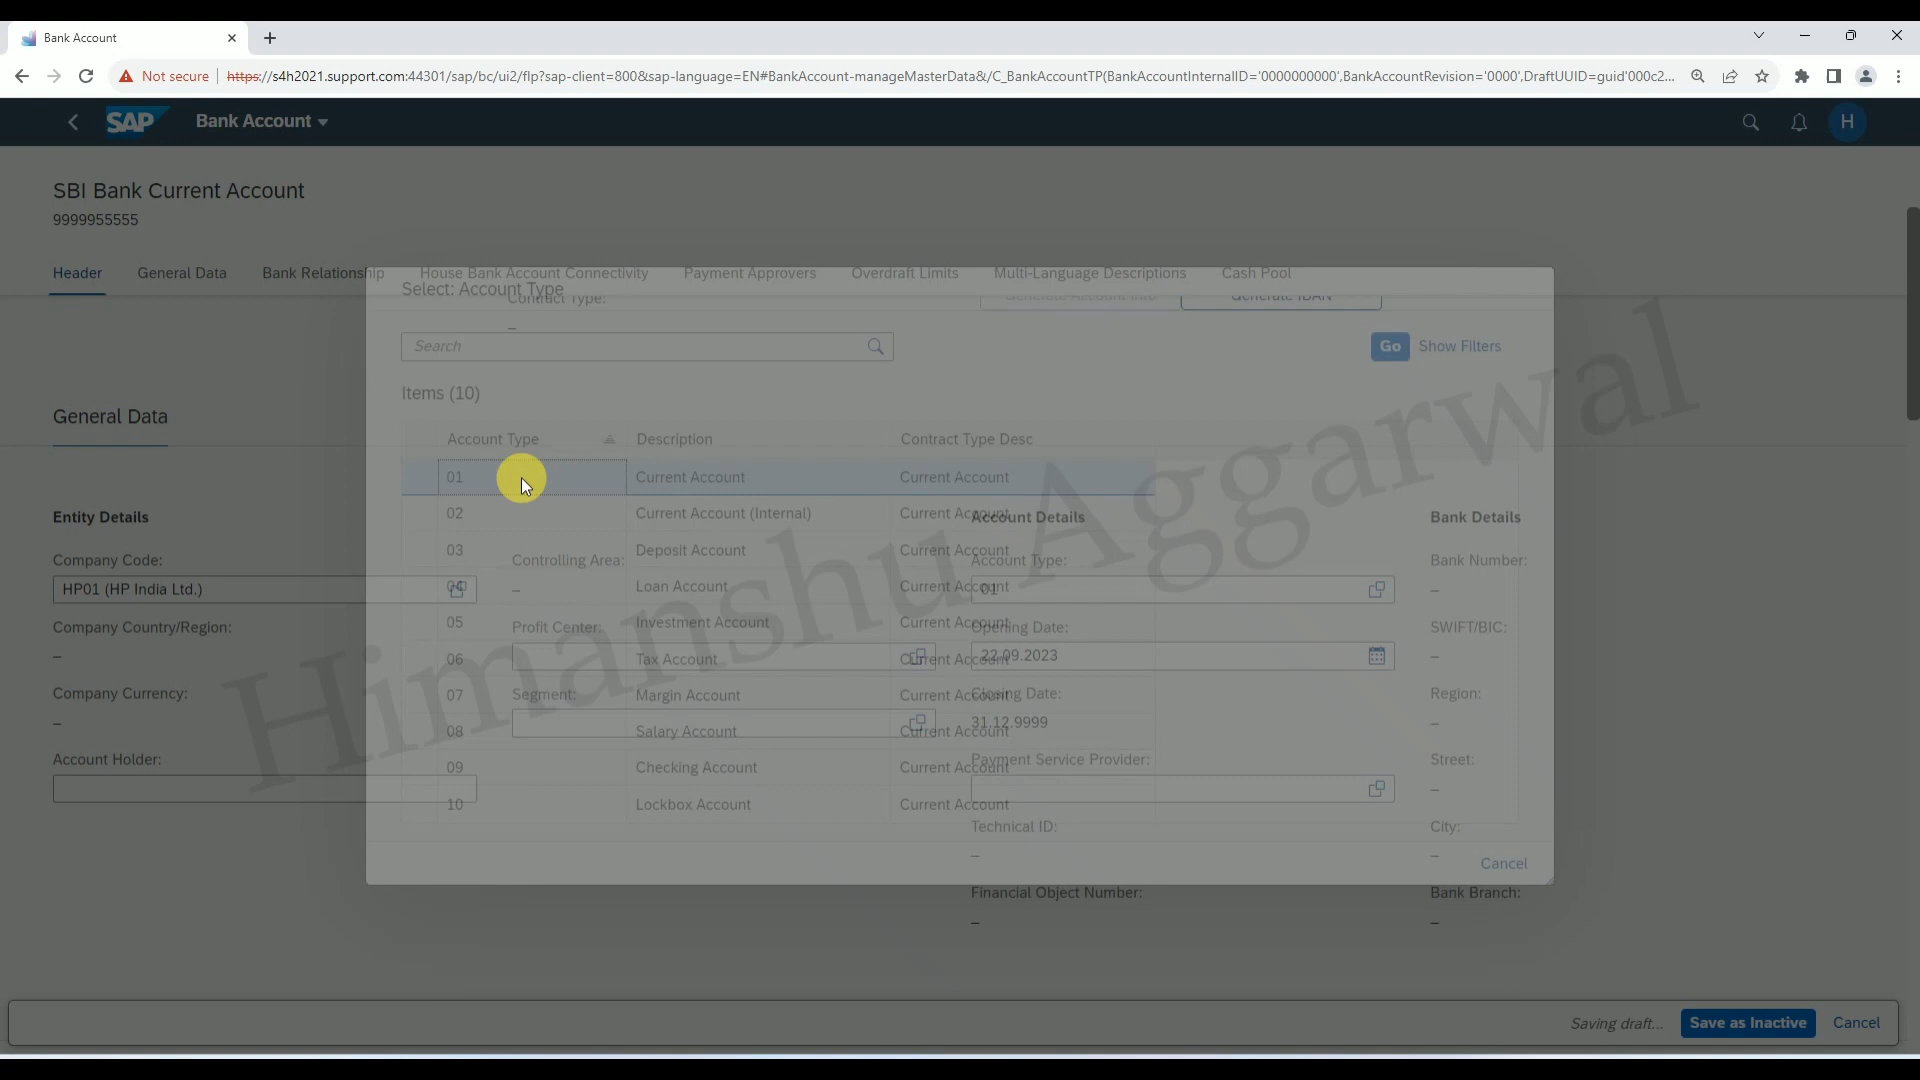 Bank Account
Not secure
https://s4h2021.support.com:44301/sap/bc/ui2/flp?sap-client=800&sap-language=EN#BankAccount-manageMasterData&/C_BankAccountTP(BankAccountInternalID='0000000000',BankAccountRevision='0000',DraftUUID=guid'000c2...
SAP
Bank Account
H
SBI Bank Current Account
9999955555
Header
General Data
Bank Relationship
House Bank Account Connectivity
Payment Approvers
Overdraft Limits
Multi-Language Descriptions
Cash Pool
Select: Account Type
Contract Type:
–
Generate Account Info
Generate IBAN
Search
Go
Show Filters
Items (10)
Account Type
Description
Contract Type Desc
01 Current Account Current Account
02 Current Account (Internal) Current Account
03 Deposit Account Current Account
04 Loan Account Current Account
05 Investment Account Current Account
06 Tax Account Current Account
07 Margin Account Current Account
08 Salary Account Current Account
09 Checking Account Current Account
10 Lockbox Account Current Account
Cancel
General Data
Entity Details
Company Code:
HP01 (HP India Ltd.)
Company Country/Region:
–
Company Currency:
–
Account Holder:
Controlling Area:
–
Profit Center:
Segment:
Account Details
Account Type:
01
Opening Date:
22.09.2023
Closing Date:
31.12.9999
Payment Service Provider:
Technical ID:
–
Financial Object Number:
–
Bank Details
Bank Number:
–
SWIFT/BIC:
–
Region:
–
Street:
–
City:
–
Bank Branch:
–
Himanshu Aggarwal
Saving draft...
Save as Inactive
Cancel